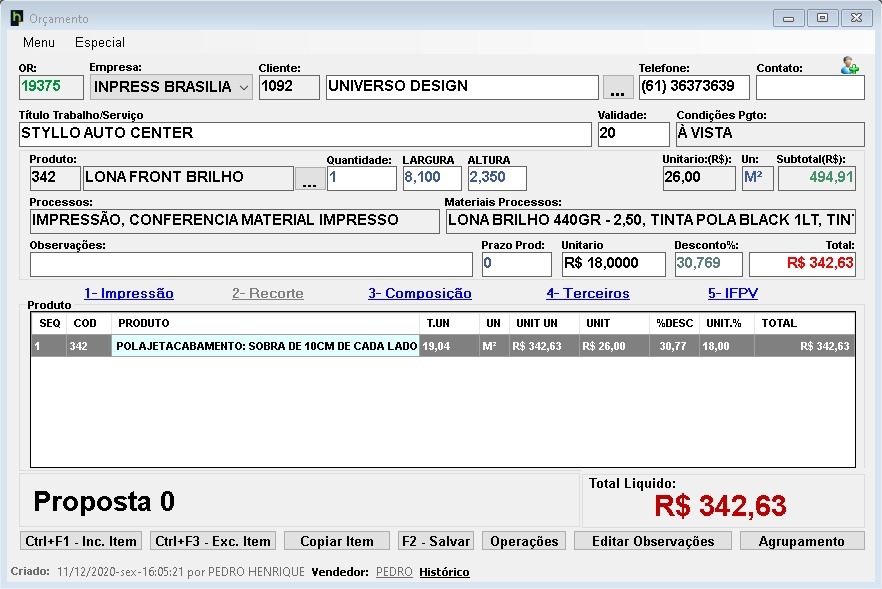 Orçamento
Menu Especial
OR: Empresa: Cliente: Telefone: Contato:
19375 INPRESS BRASILIA 1092 UNIVERSO DESIGN ... (61) 36373639
Título Trabalho/Serviço Validade: Condições Pgto:
STYLLO AUTO CENTER 20 À VISTA
Produto: Quantidade: LARGURA ALTURA Unitario:(R$): Un: Subtotal(R$):
342 LONA FRONT BRILHO ... 1 8,100 2,350 26,00 M² 494,91
Processos: Materiais Processos:
IMPRESSÃO, CONFERENCIA MATERIAL IMPRESSO LONA BRILHO 440GR - 2,50, TINTA POLA BLACK 1LT, TIN
Observações: Prazo Prod: Unitario Desconto%: Total:
0 R$ 18,0000 30,769 R$ 342,63
1- Impressão 2- Recorte 3- Composição 4- Terceiros 5- IFPV
Produto
SEQ COD PRODUTO T.UN UN UNIT UN UNIT %DESC UNIT.% TOTAL
1 342 POLAJETACABAMENTO: SOBRA DE 10CM DE CADA LADO 19,04 M² R$ 342,63 R$ 26,00 30,77 18,00 R$ 342,63
Proposta 0
Total Liquido:
R$ 342,63
Ctrl+F1 - Inc. Item Ctrl+F3 - Exc. Item Copiar Item F2 - Salvar Operações Editar Observações Agrupamento
Criado: 11/12/2020-sex-16:05:21 por PEDRO HENRIQUE Vendedor: PEDRO Histórico